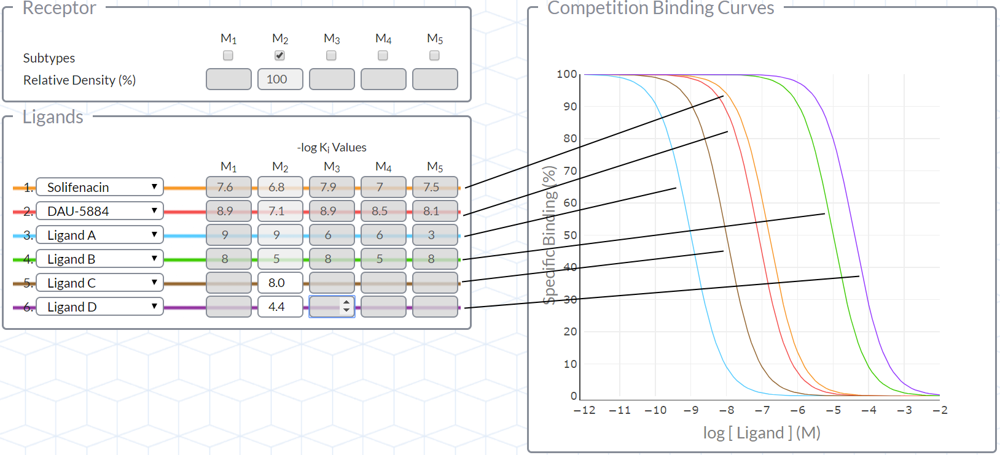 Receptor
M1 M2 M3 M4 M5
Subtypes
Relative Density (%) 100
Ligands
-log Ki Values
M1 M2 M3 M4 M5
1. Solifenacin 7.6 6.8 7.9 7 7.5
2. DAU-5884 8.9 7.1 8.9 8.5 8.1
3. Ligand A 9 9 6 6 3
4. Ligand B 8 5 8 5 8
5. Ligand C 8.0
6. Ligand D 4.4
Competition Binding Curves
Specific Binding (%)
100
90
80
70
60
50
40
30
20
10
0
−12 −11 −10 −9 −8 −7 −6 −5 −4 −3 −2
log [ Ligand ] (M)